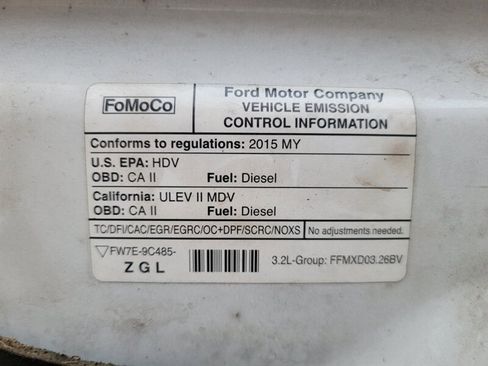 FoMoCo
Ford Motor Company
VEHICLE EMISSION
CONTROL INFORMATION
Conforms to regulations: 2015 MY
U.S. EPA: HDV
OBD: CA II Fuel: Diesel
California: ULEV II MDV
OBD: CA II Fuel: Diesel
TC/DFI/CAC/EGR/EGRC/OC+DPF/SCRC/NOXS No adjustments needed.
▽FW7E-9C485-
ZGL
3.2L-Group: FFMXD03.26BV